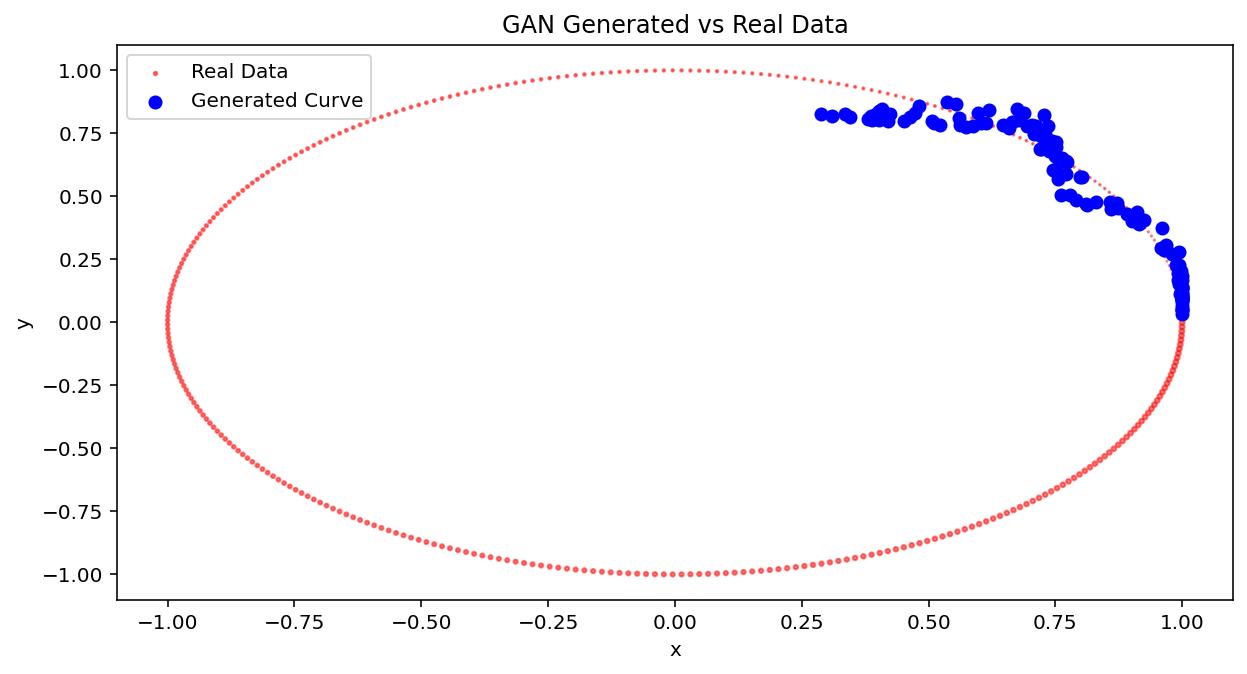 GAN Generated vs Real Data
Real Data
Generated Curve
1.00
0.75
0.50
0.25
0.00
−0.25
−0.50
−0.75
−1.00
y
−1.00 −0.75 −0.50 −0.25 0.00 0.25 0.50 0.75 1.00
x